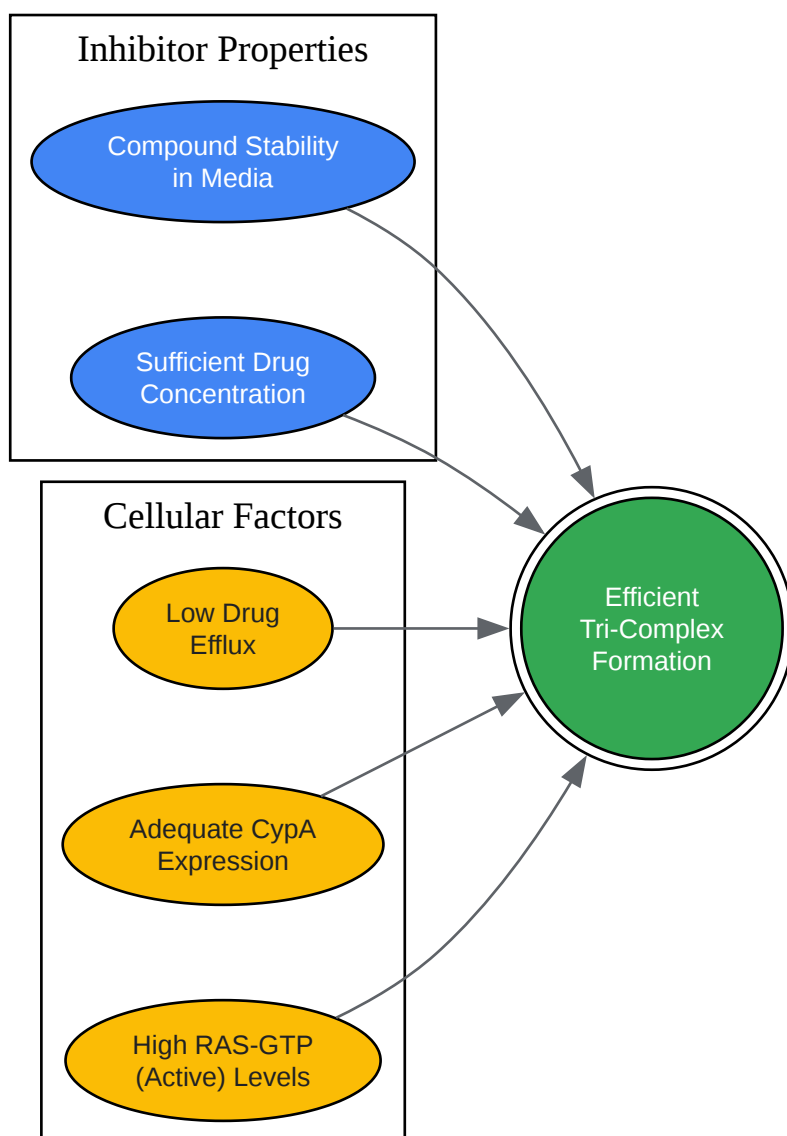 Inhibitor Properties
Compound Stability
in Media
Sufficient Drug
Concentration
Cellular Factors
Low Drug
Efflux
Adequate CypA
Expression
High RAS-GTP
(Active) Levels
Efficient
Tri-Complex
Formation